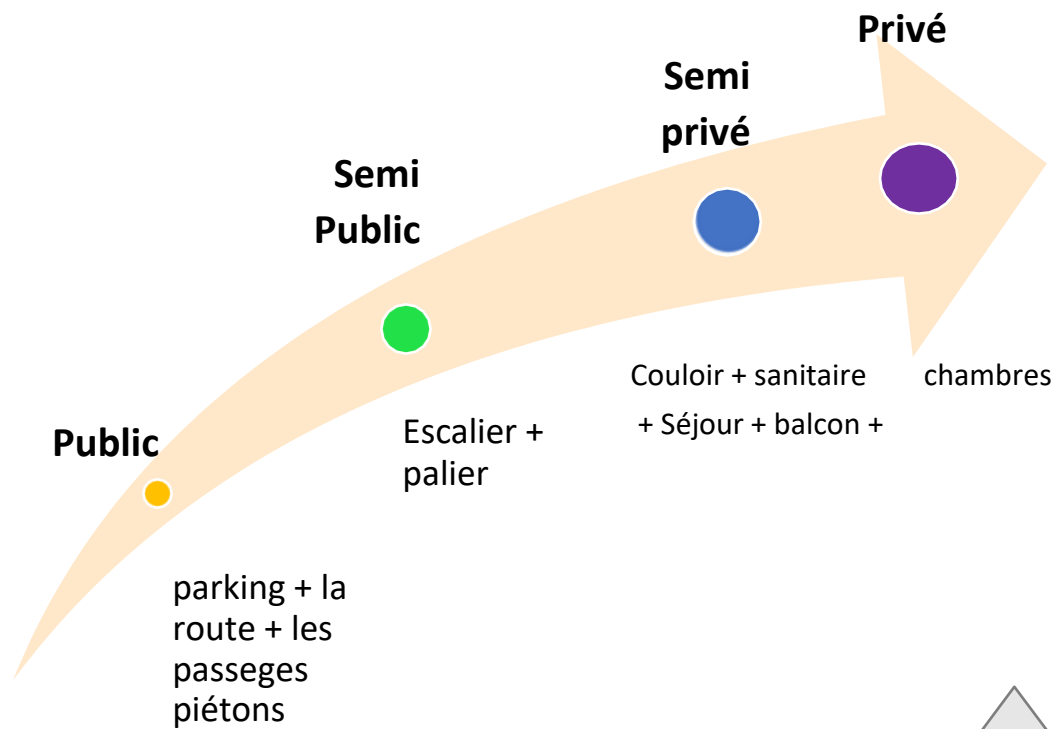 Public
parking + la
route + les
passeges
piétons
Semi
Public
Escalier +
palier
Semi
privé
Couloir + sanitaire
+ Séjour + balcon +
Privé
chambres